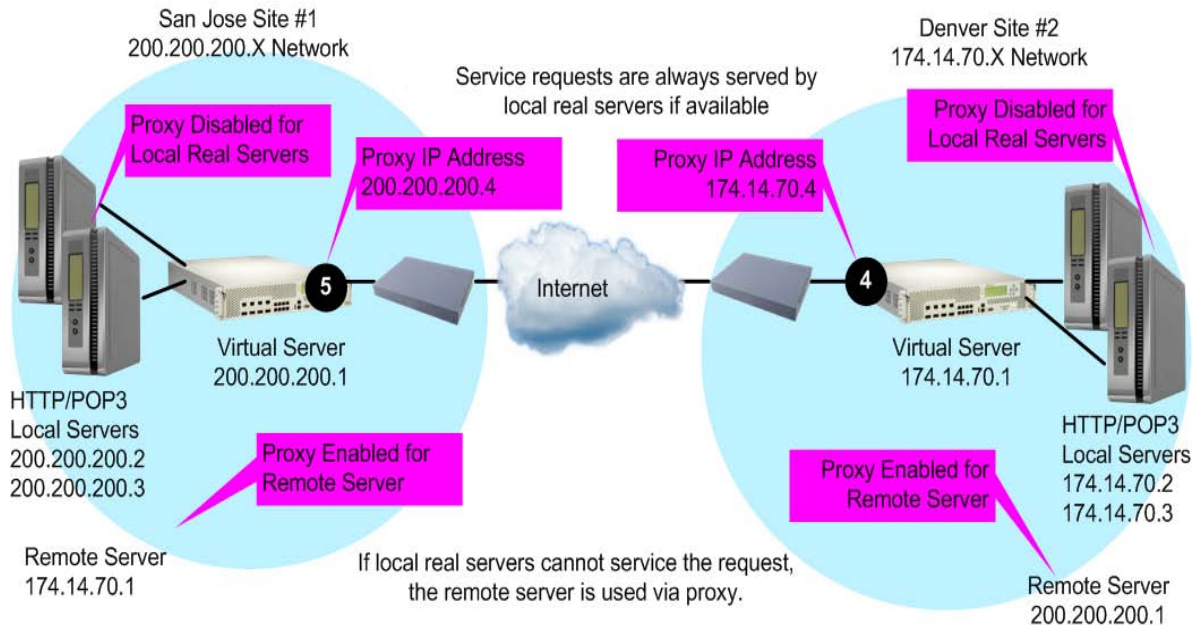 San Jose Site #1
200.200.200.X Network
Denver Site #2
174.14.70.X Network
Service requests are always served by
local real servers if available
Proxy Disabled for
Local Real Servers
Proxy IP Address
200.200.200.4
Proxy IP Address
174.14.70.4
Proxy Disabled for
Local Real Servers
5
Internet
4
Virtual Server
200.200.200.1
Virtual Server
174.14.70.1
HTTP/POP3
Local Servers
200.200.200.2
200.200.200.3
HTTP/POP3
Local Servers
174.14.70.2
174.14.70.3
Proxy Enabled for
Remote Server
Proxy Enabled for
Remote Server
Remote Server
174.14.70.1
If local real servers cannot service the request,
the remote server is used via proxy.
Remote Server
200.200.200.1